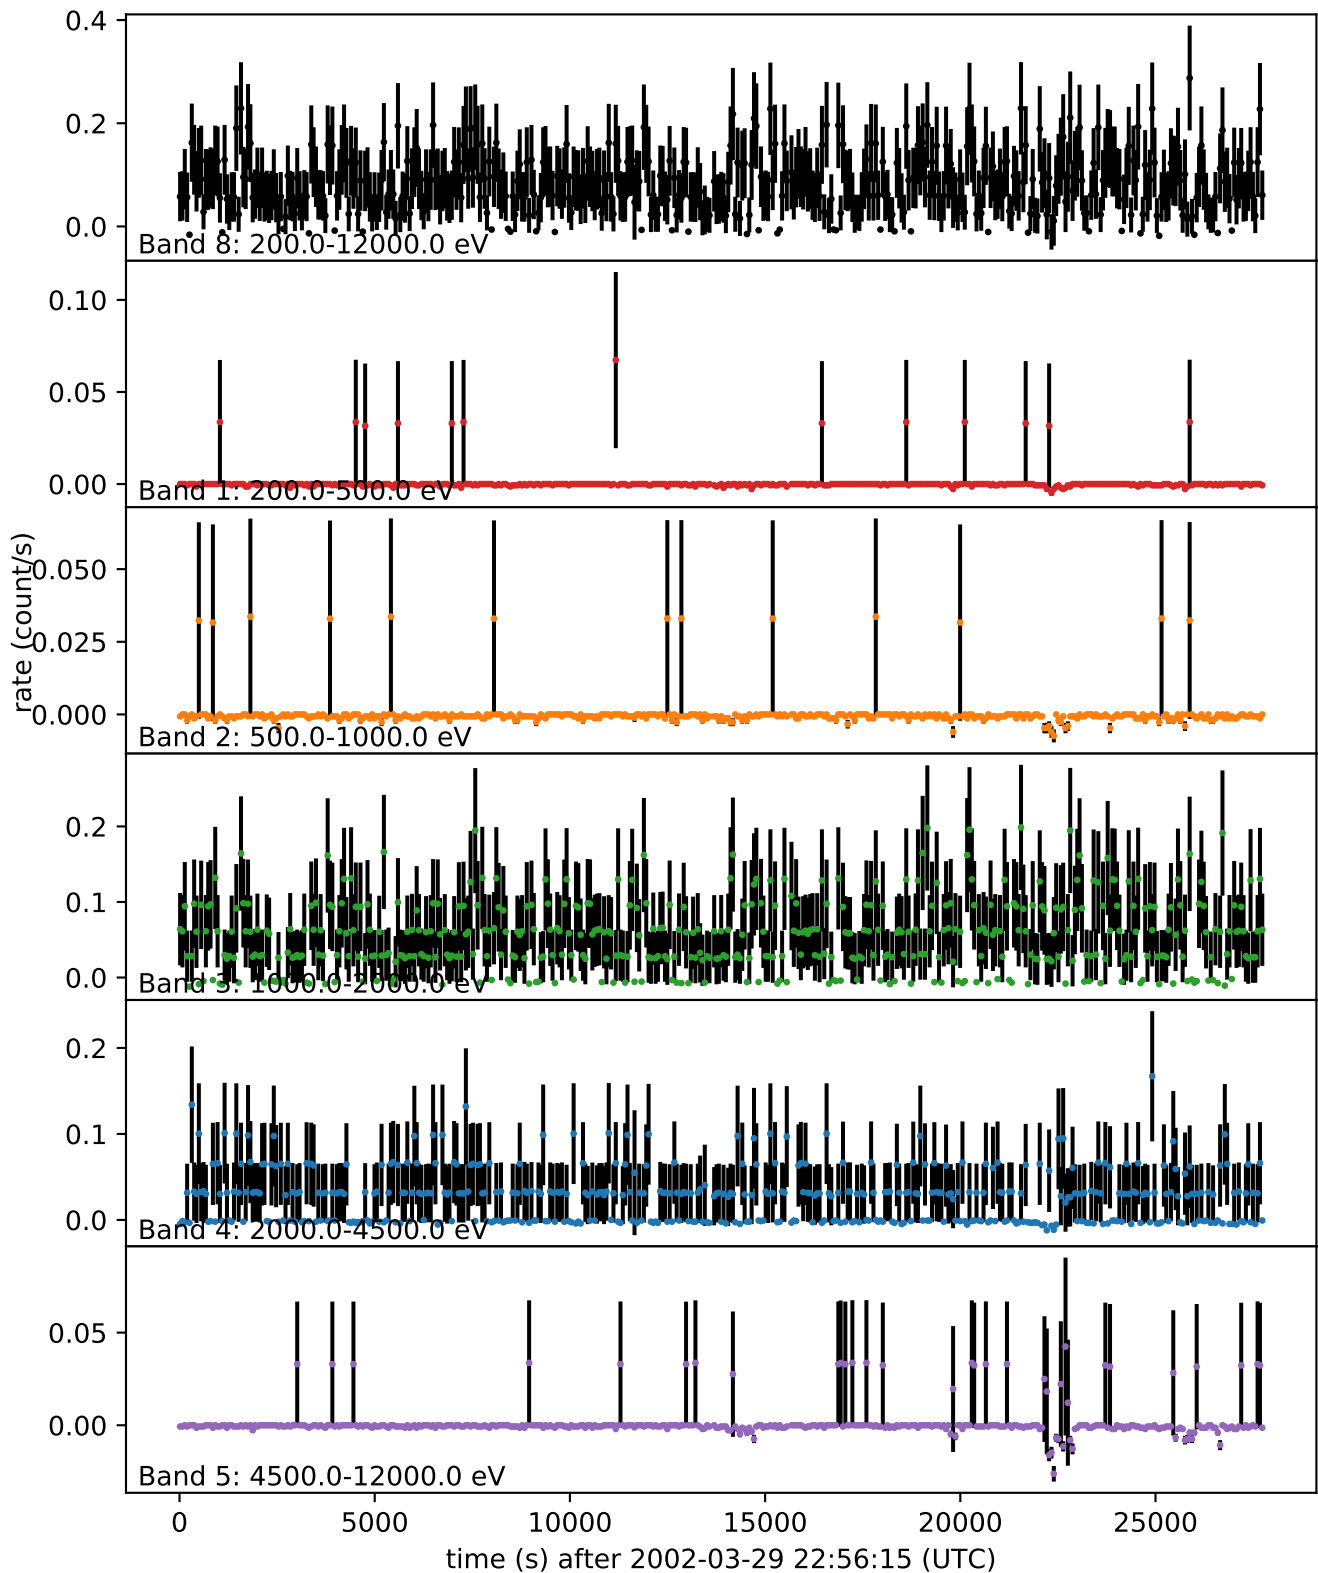 0.4
0.2
0.0
Band 8: 200.0-12000.0 eV
0.10
0.05
0.00
Band 1: 200.0-500.0 eV
rate (count/s)
0.050
0.025
0.000
Band 2: 500.0-1000.0 eV
0.2
0.1
0.0
Band 3: 1000.0-2000.0 eV
0.2
0.1
0.0
Band 4: 2000.0-4500.0 eV
0.05
0.00
Band 5: 4500.0-12000.0 eV
0 5000 10000 15000 20000 25000
time (s) after 2002-03-29 22:56:15 (UTC)